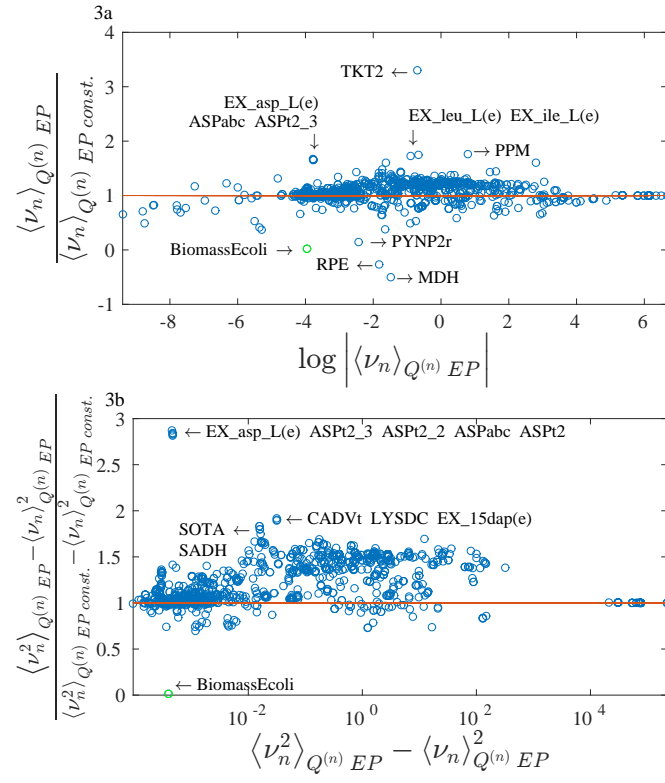 3a
4
3
2
1
0
-1
TKT2 ←
EX_asp_L(e)
ASPabc ASPt2_3
↓
EX_leu_L(e) EX_ile_L(e)
↓
→ PPM
BiomassEcoli →
→ PYNP2r
RPE ←
→ MDH
-8 -6 -4 -2 0 2 4 6
⟨ν_n⟩_{Q^{(n)} EP}
⟨ν_n⟩_{Q^{(n)} EP const.}
log |⟨ν_n⟩_{Q^{(n)} EP}|
3b
3
2.5
2
1.5
1
0.5
0
← EX_asp_L(e) ASPt2_3 ASPt2_2 ASPabc ASPt2
SOTA →
SADH
← CADVt LYSDC EX_15dap(e)
← BiomassEcoli
10^{-2} 10^{0} 10^{2} 10^{4}
⟨ν_n^2⟩_{Q^{(n)} EP} − ⟨ν_n⟩^2_{Q^{(n)} EP}
⟨ν_n^2⟩_{Q^{(n)} EP const.} − ⟨ν_n⟩^2_{Q^{(n)} EP const.}
⟨ν_n^2⟩_{Q^{(n)} EP} − ⟨ν_n⟩^2_{Q^{(n)} EP}